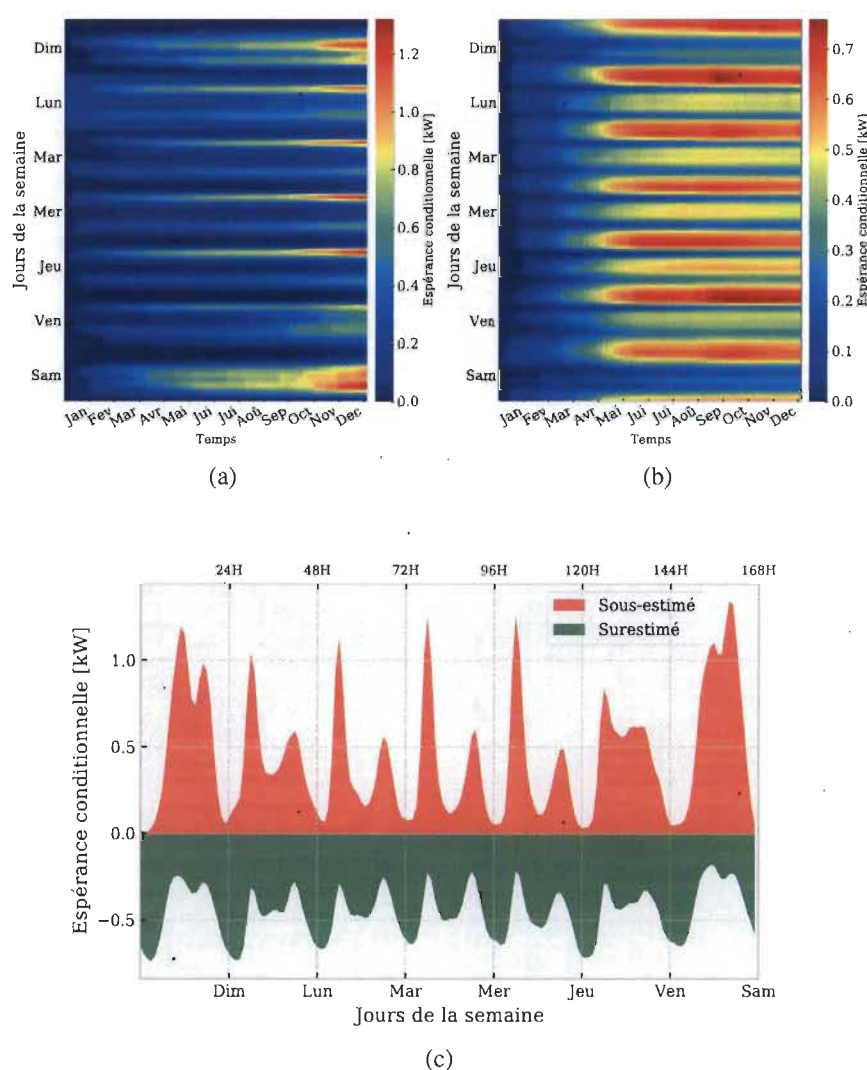 Dim
Lun
Mar
Mer
Jeu
Ven
Sam
Jours de la semaine
Jan Fev Mar Avr Mai Jui Jui Aoû Sep Oct Nov Dec
Temps
1.2
1.0
0.8
0.6
0.4
0.2
0.0
Espérance conditionnelle [kW]
(a)
Dim
Lun
Mar
Mer
Jeu
Ven
Sam
Jours de la semaine
Jan Fev Mar Avr Mai Jui Jui Aoû Sep Oct Nov Dec
Temps
0.7
0.6
0.5
0.4
0.3
0.2
0.1
0.0
Espérance conditionnelle [kW]
(b)
24H 48H 72H 96H 120H 144H 168H
Sous-estimé
Surestimé
1.0
0.5
0.0
−0.5
Espérance conditionnelle [kW]
Dim Lun Mar Mer Jeu Ven Sam
Jours de la semaine
(c)